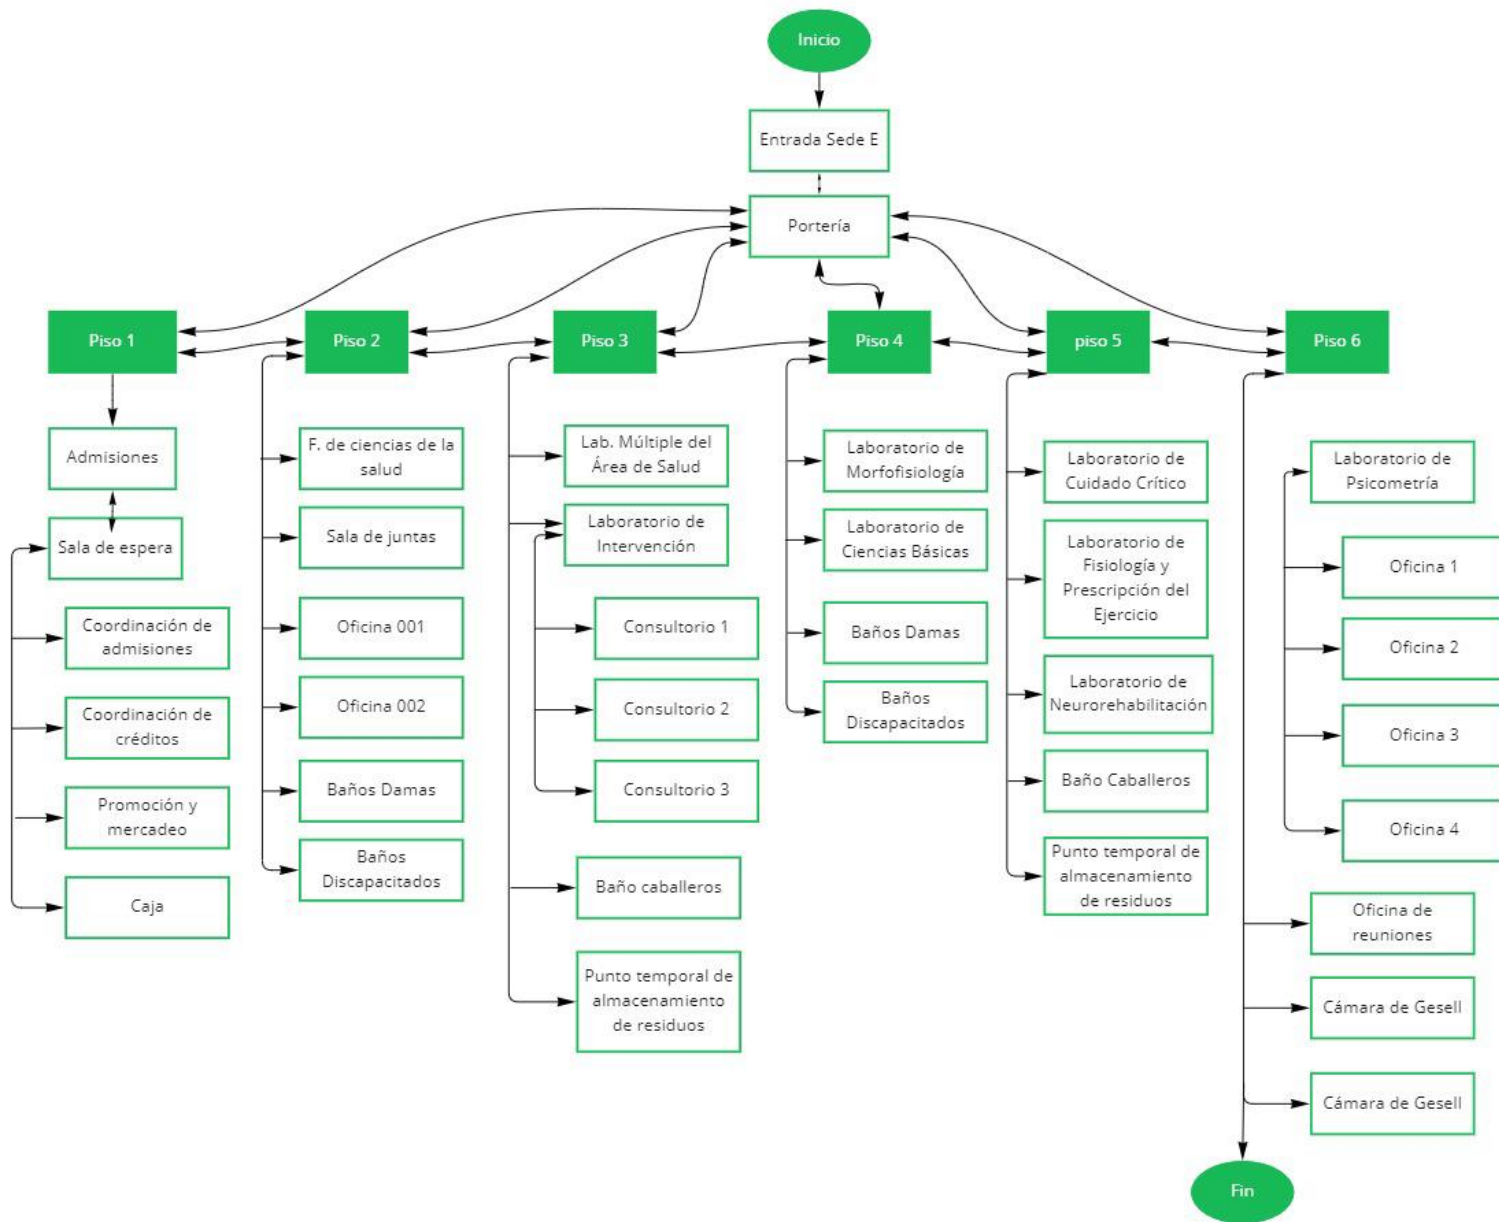 Inicio
Entrada Sede E
Portería
Piso 1
Piso 2
Piso 3
Piso 4
piso 5
Piso 6
Admisiones
Sala de espera
Coordinación de
admisiones
Coordinación de
créditos
Promoción y
mercadeo
Caja
F. de ciencias de la
salud
Sala de juntas
Oficina 001
Oficina 002
Baños Damas
Baños
Discapacitados
Lab. Múltiple del
Área de Salud
Laboratorio de
Intervención
Consultorio 1
Consultorio 2
Consultorio 3
Baño caballeros
Punto temporal de
almacenamiento
de residuos
Laboratorio de
Morfofisiología
Laboratorio de
Ciencias Básicas
Baños Damas
Baños
Discapacitados
Laboratorio de
Cuidado Crítico
Laboratorio de
Fisiología y
Prescripción del
Ejercicio
Laboratorio de
Neurorehabilitación
Baño Caballeros
Punto temporal de
almacenamiento
de residuos
Laboratorio de
Psicometría
Oficina 1
Oficina 2
Oficina 3
Oficina 4
Oficina de
reuniones
Cámara de Gesell
Cámara de Gesell
Fin